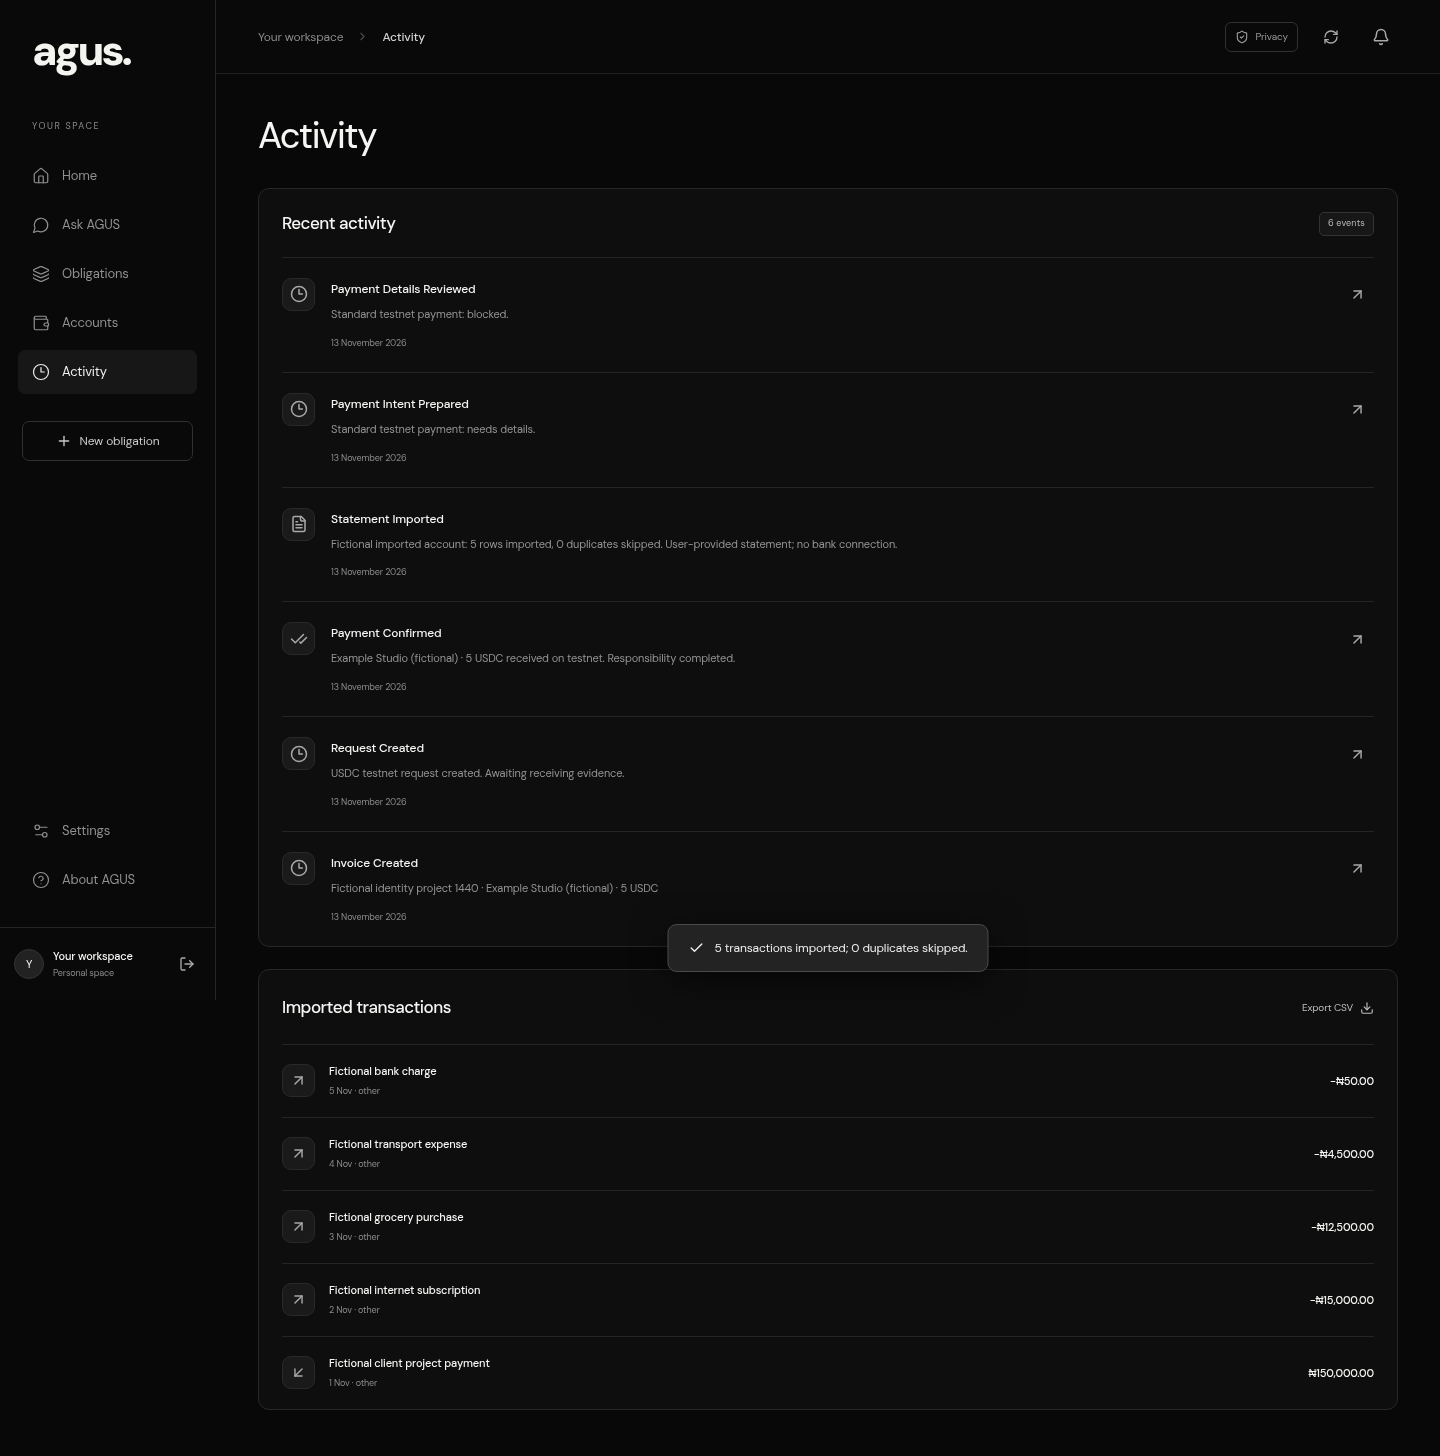 agus.
YOUR SPACE
Home
Ask AGUS
Obligations
Accounts
Activity
New obligation
Settings
About AGUS
Y
Your workspace
Personal space
Your workspace > Activity
Privacy
Activity
Recent activity
6 events
Payment Details Reviewed
Standard testnet payment: blocked.
13 November 2026
Payment Intent Prepared
Standard testnet payment: needs details.
13 November 2026
Statement Imported
Fictional imported account: 5 rows imported, 0 duplicates skipped. User-provided statement; no bank connection.
13 November 2026
Payment Confirmed
Example Studio (fictional) · 5 USDC received on testnet. Responsibility completed.
13 November 2026
Request Created
USDC testnet request created. Awaiting receiving evidence.
13 November 2026
Invoice Created
Fictional identity project 1440 · Example Studio (fictional) · 5 USDC
13 November 2026
5 transactions imported; 0 duplicates skipped.
Imported transactions
Export CSV
Fictional bank charge
5 Nov · other
-₦50.00
Fictional transport expense
4 Nov · other
-₦4,500.00
Fictional grocery purchase
3 Nov · other
-₦12,500.00
Fictional internet subscription
2 Nov · other
-₦15,000.00
Fictional client project payment
1 Nov · other
₦150,000.00